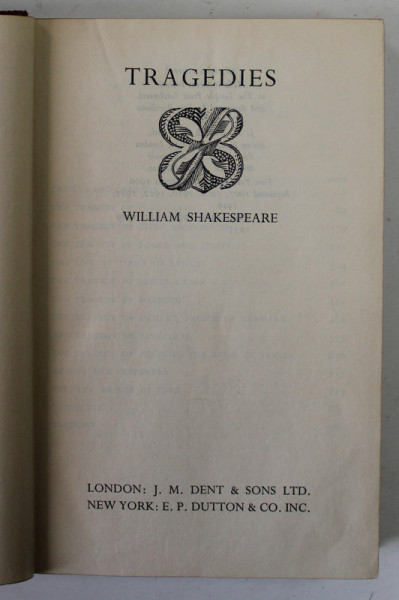 TRAGEDIES
WILLIAM SHAKESPEARE
LONDON: J. M. DENT & SONS LTD.
NEW YORK: E. P. DUTTON & CO. INC.